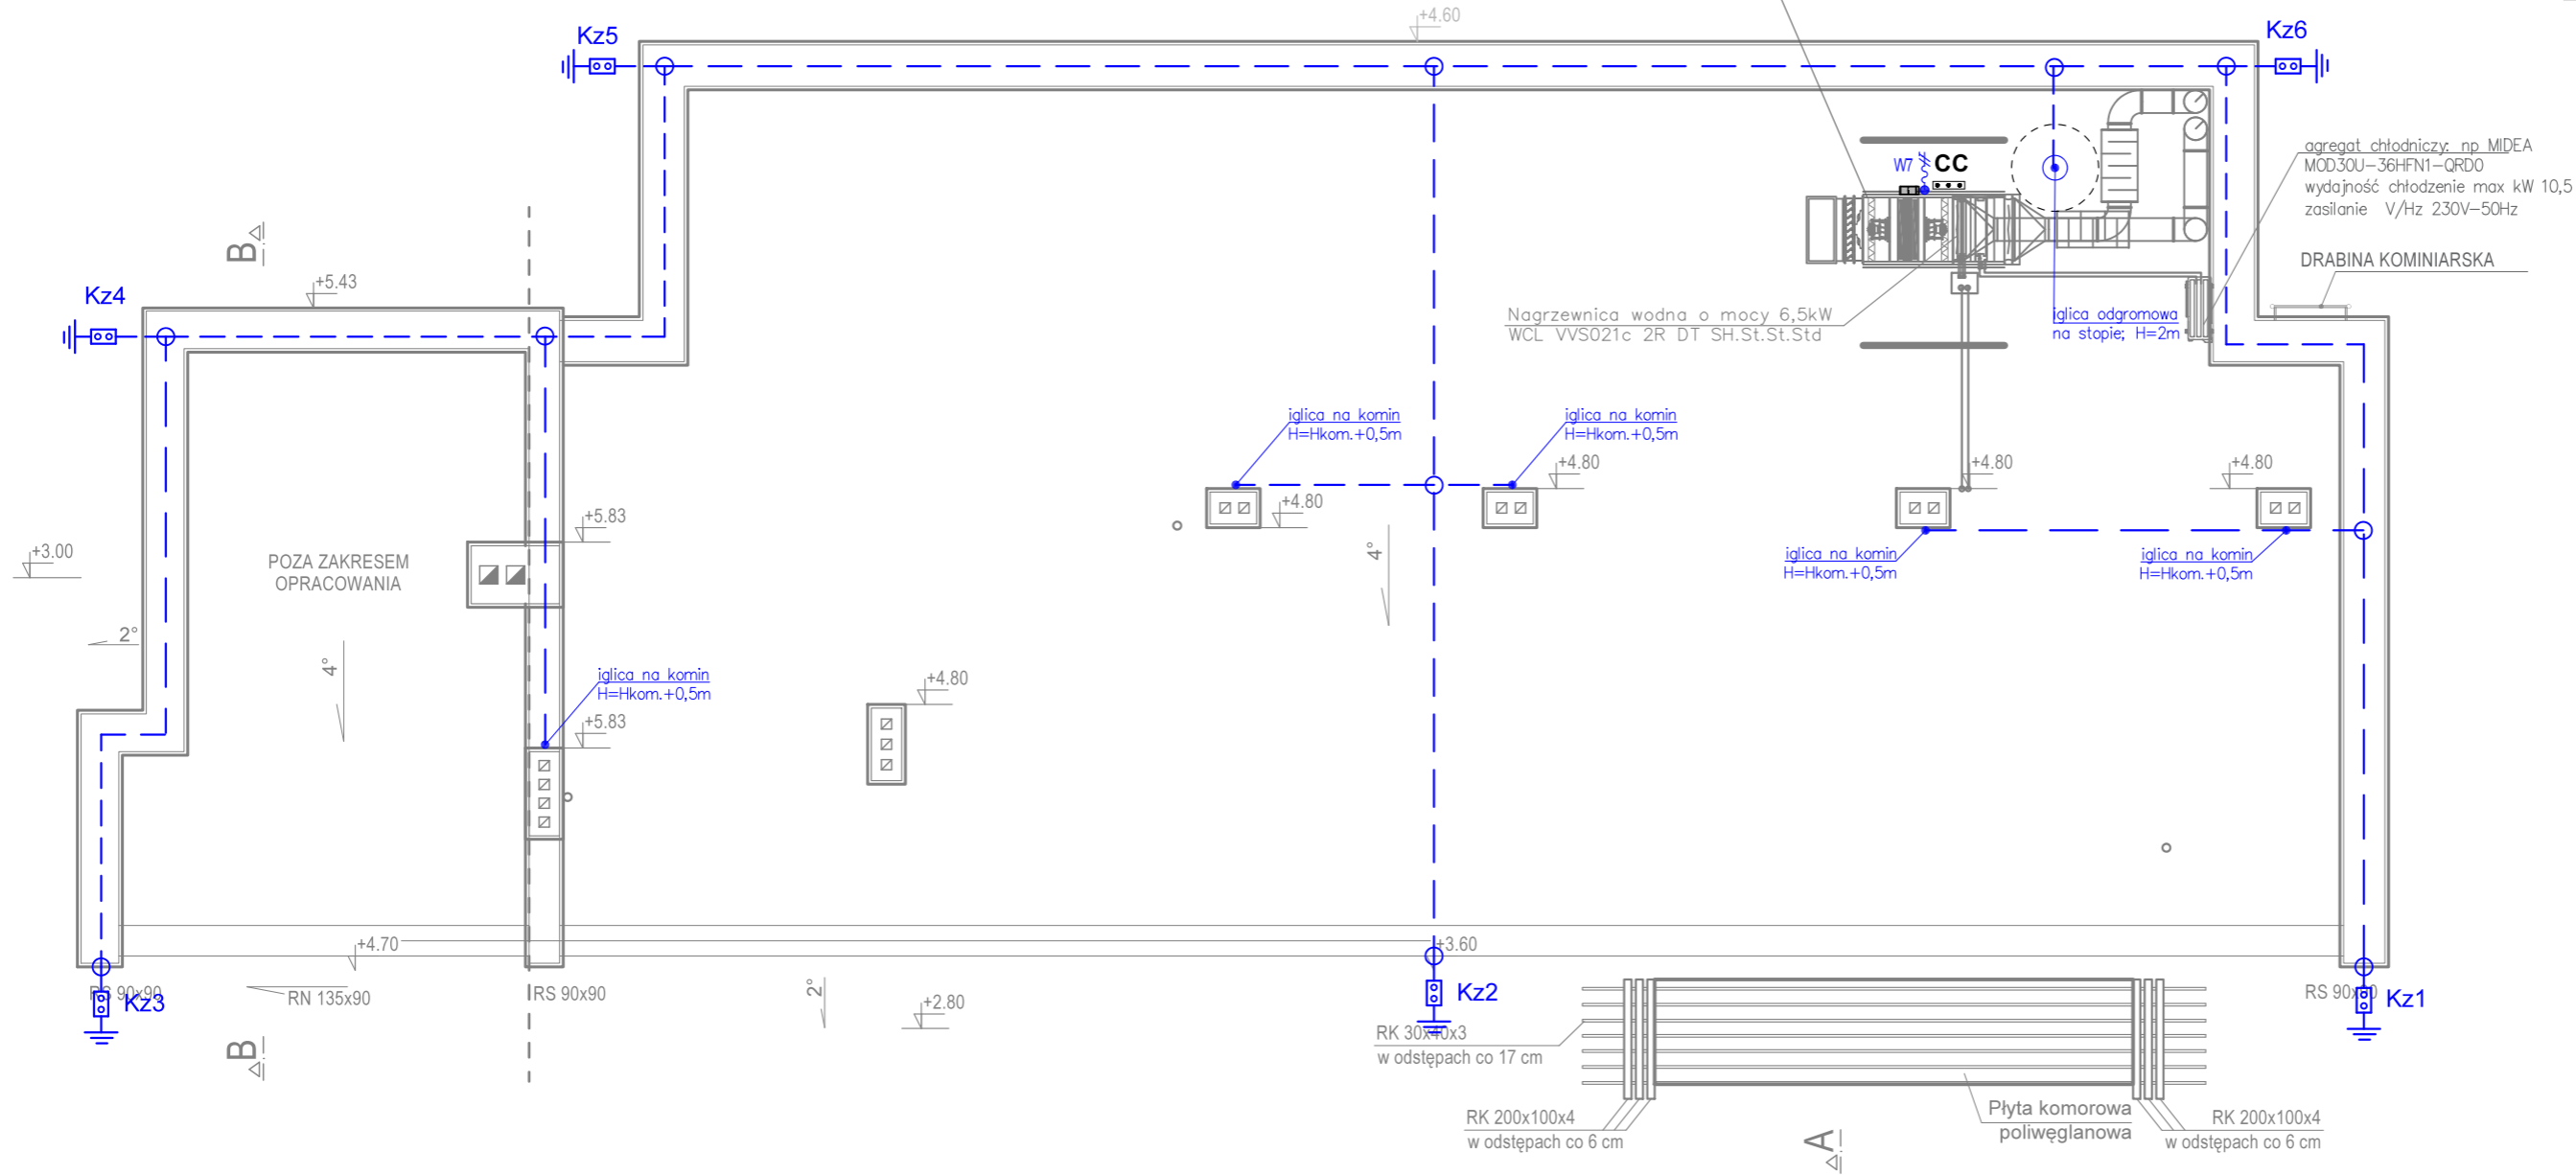 +4.60
Kz5
Kz6
agregat chłodniczy: np MIDEA
MOD30U-36HFN1-QRD0
wydajność chłodzenie max kW 10,5
zasilanie V/Hz 230V-50Hz
W7
CC
DRABINA KOMINIARSKA
B
+5.43
Kz4
Nagrzewnica wodna o mocy 6,5kW
WCL VVS021c 2R DT SH.St.St.Std
iglica odgromowa
na stopie; H=2m
iglica na komin
H=Hkom.+0,5m
iglica na komin
H=Hkom.+0,5m
+4.80
+4.80
+4.80
+4.80
+5.83
+3.00
POZA ZAKRESEM
OPRACOWANIA
4°
iglica na komin
H=Hkom.+0,5m
iglica na komin
H=Hkom.+0,5m
2°
4°
iglica na komin
H=Hkom.+0,5m
+4.80
+5.83
+4.70
+3.60
RS 90x90
Kz3
RN 135x90
RS 90x90
2°
+2.80
Kz2
RS 90x90
Kz1
B
RK 30x40x3
w odstępach co 17 cm
RK 200x100x4
w odstępach co 6 cm
Płyta komorowa
poliwęglanowa
RK 200x100x4
w odstępach co 6 cm
A